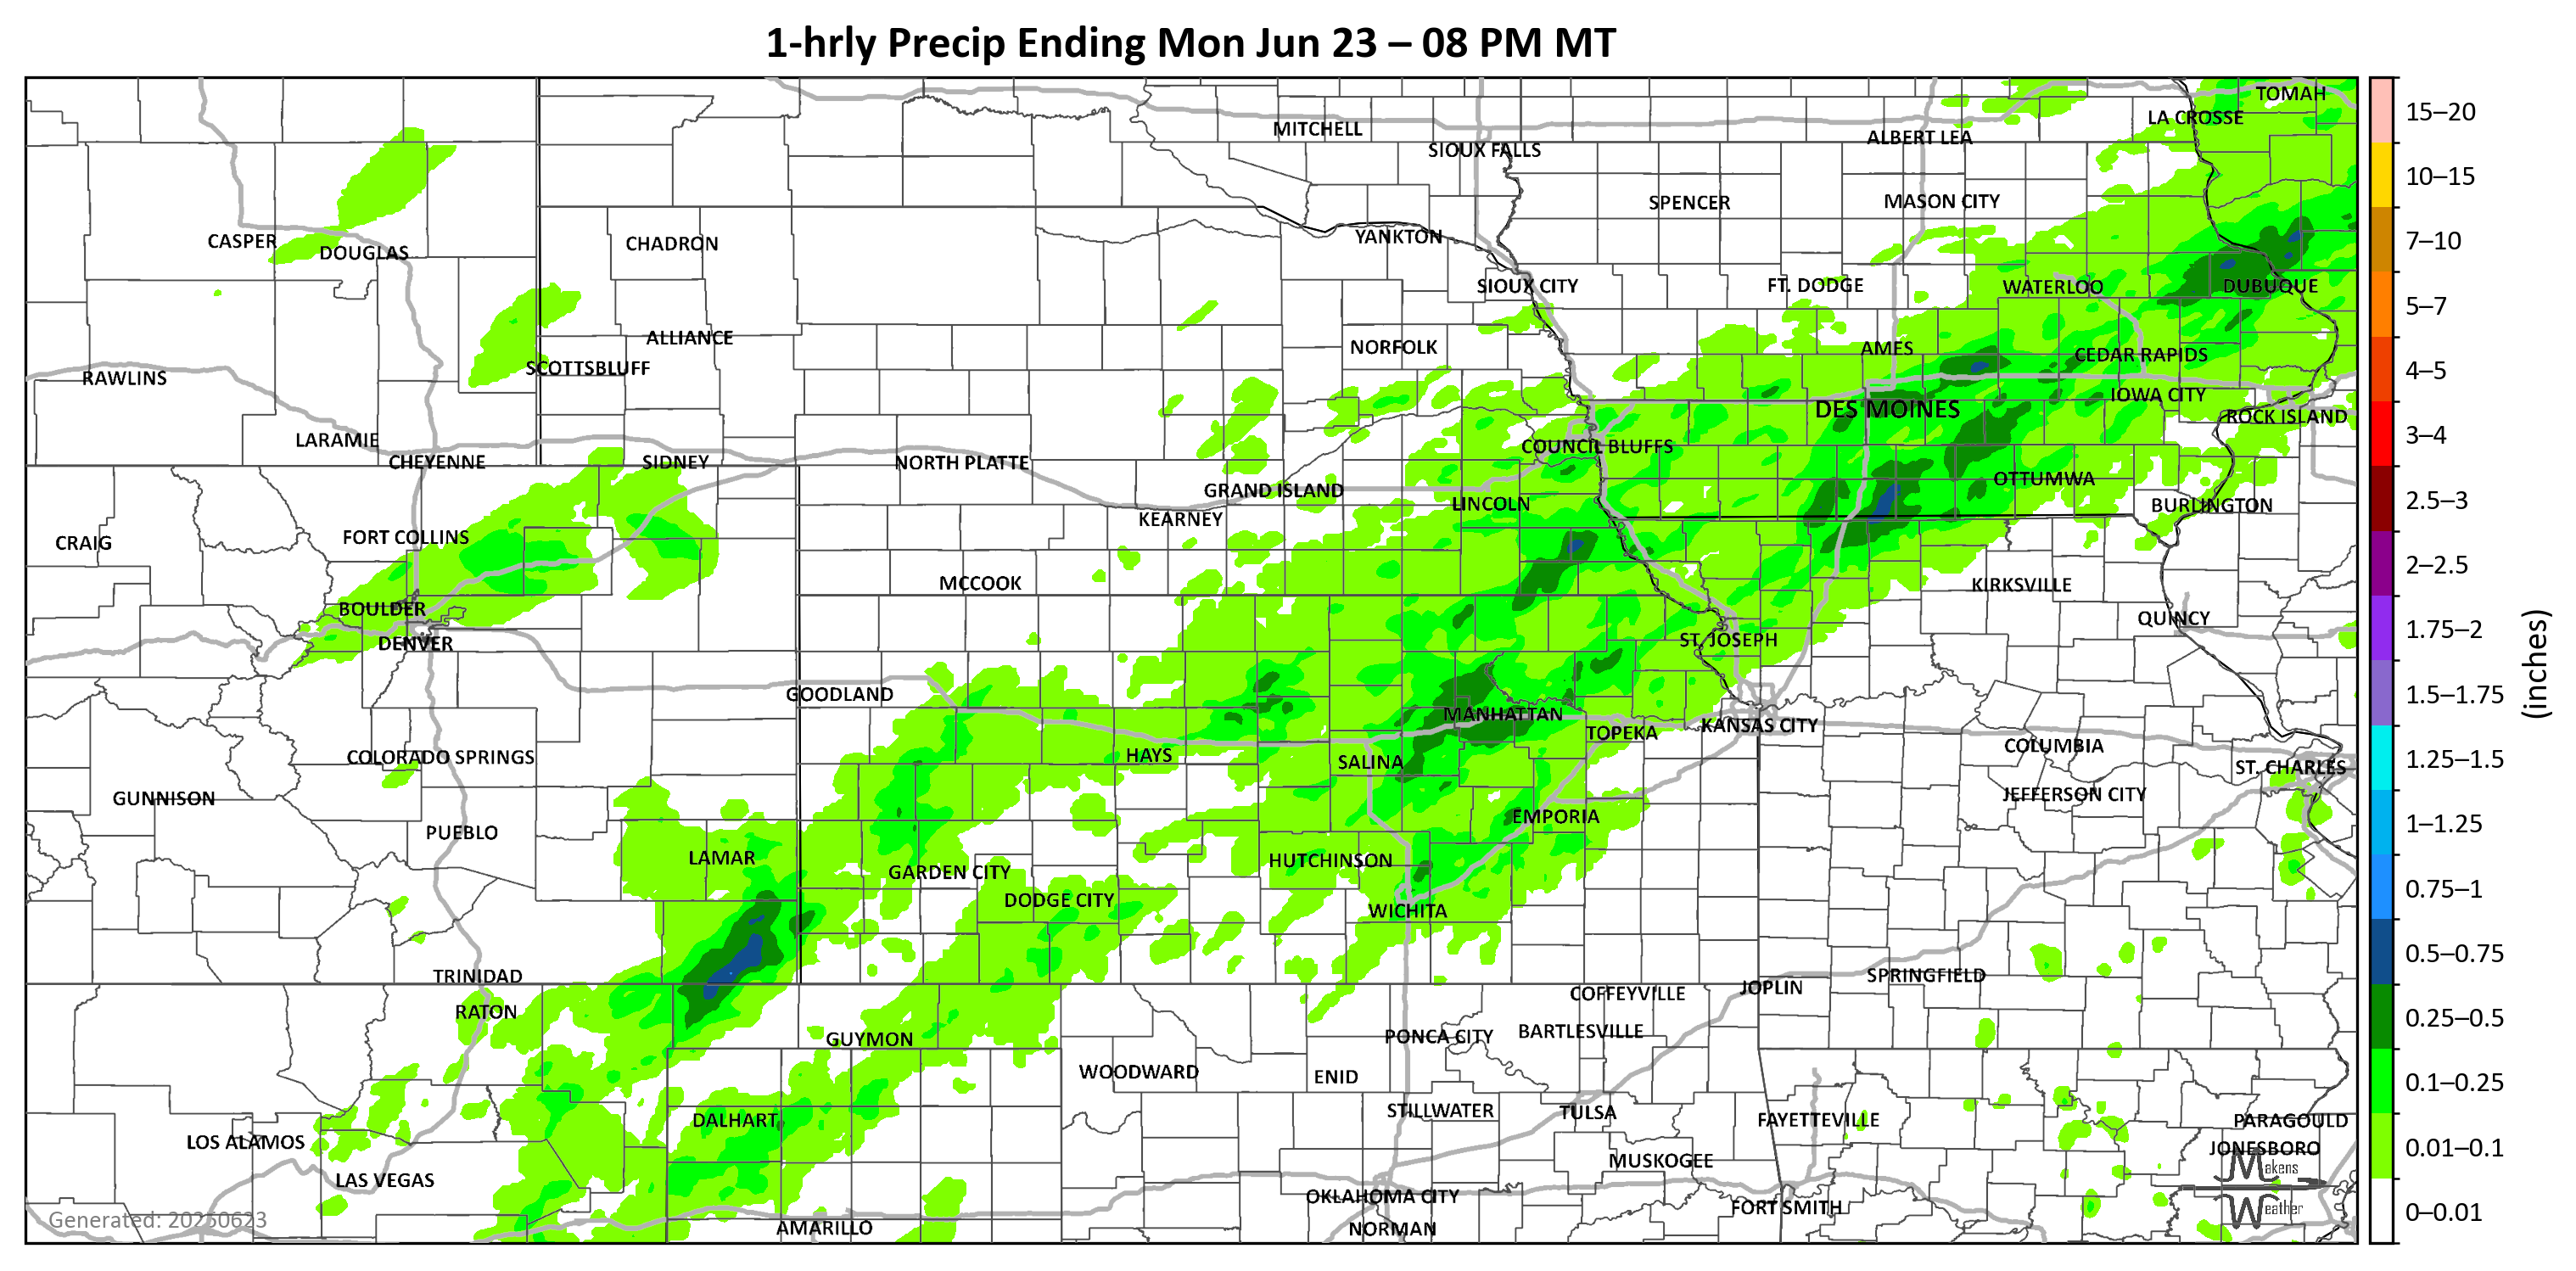 1-hrly Precip Ending Mon Jun 23 – 08 PM MT
TOMAH
LA CROSSE
MITCHELL
ALBERT LEA
SIOUX FALLS
SPENCER
MASON CITY
CASPER
DOUGLAS
CHADRON
YANKTON
SIOUX CITY
FT. DODGE
WATERLOO
DUBUQUE
ALLIANCE
NORFOLK
AMES
CEDAR RAPIDS
SCOTTSBLUFF
RAWLINS
IOWA CITY
DES MOINES
ROCK ISLAND
LARAMIE
COUNCIL BLUFFS
CHEYENNE
SIDNEY
NORTH PLATTE
OTTUMWA
GRAND ISLAND
LINCOLN
BURLINGTON
KEARNEY
FORT COLLINS
CRAIG
MCCOOK
KIRKSVILLE
BOULDER
QUINCY
DENVER
ST. JOSEPH
GOODLAND
MANHATTAN
KANSAS CITY
TOPEKA
COLUMBIA
COLORADO SPRINGS
HAYS
SALINA
ST. CHARLES
GUNNISON
JEFFERSON CITY
EMPORIA
PUEBLO
LAMAR
HUTCHINSON
GARDEN CITY
DODGE CITY
WICHITA
TRINIDAD
SPRINGFIELD
JOPLIN
COFFEYVILLE
RATON
GUYMON
PONCA CITY
BARTLESVILLE
WOODWARD
ENID
STILLWATER
TULSA
DALHART
FAYETTEVILLE
PARAGOULD
LOS ALAMOS
JONESBORO
MUSKOGEE
LAS VEGAS
OKLAHOMA CITY
FORT SMITH
AMARILLO
NORMAN
Makens
Weather
Generated: 20250623
15–20
10–15
7–10
5–7
4–5
3–4
2.5–3
2–2.5
1.75–2
1.5–1.75
1.25–1.5
1–1.25
0.75–1
0.5–0.75
0.25–0.5
0.1–0.25
0.01–0.1
0–0.01
(inches)